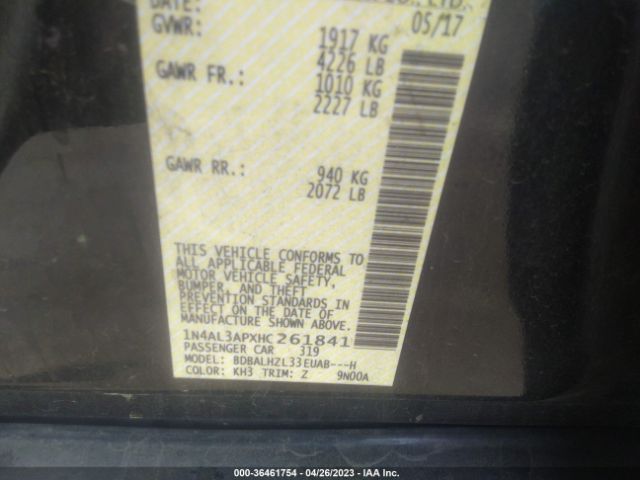 DATE:
CO., LTD.
05/17
GVWR:
1917 KG
4226 LB
GAWR FR.:
1010 KG
2227 LB
GAWR RR.:
940 KG
2072 LB
THIS VEHICLE CONFORMS TO
ALL APPLICABLE FEDERAL
MOTOR VEHICLE SAFETY,
BUMPER, AND THEFT
PREVENTION STANDARDS IN
EFFECT ON THE DATE OF
MANUFACTURE SHOWN ABOVE.
1N4AL3APXHC261841
PASSENGER CAR 319
MODEL: BDBALHZL33EUAB---H
COLOR: KH3 TRIM: Z 9N00A
000-36461754 - 04/26/2023 - IAA Inc.